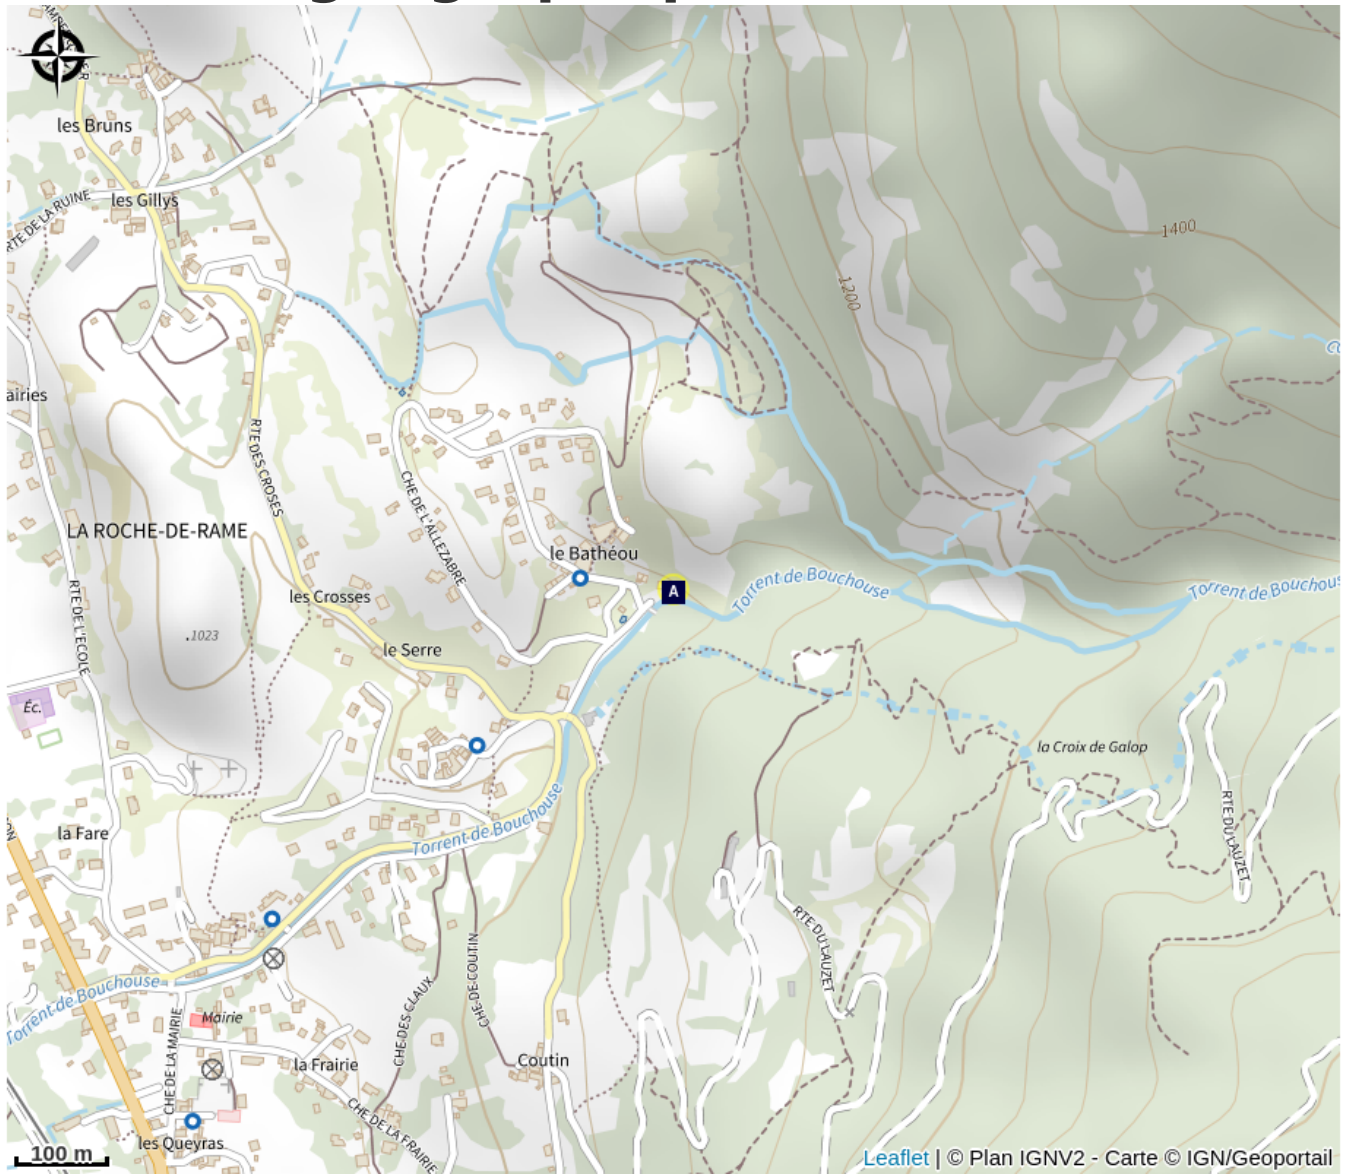 les Bruns
les Gillys
RTE DE LA RUINE
1400
1200
airies
RTE DES CROSES
CHE DE L'ALLEZABRE
LA ROCHE-DE-RAME
le Bathéou
A
Torrent de Bouchouse
Torrent de Bouchous
les Crosses
RTE DE L'ECOLE
.1023
le Serre
Éc.
la Croix de Galop
RTE DU LAUZET
la Fare
ON
Torrent de Bouchouse
RTE DU LAUZET
CHE DE COUTIN
CHE DES CLAUX
Torrent de Bouchouse
Mairie
CHE DE LA MAIRIE
la Frairie
Coutin
CHE DE LA FRAIRIE
les Queyras
100 m
Leaflet | © Plan IGNV2 - Carte © IGN/Geoportail